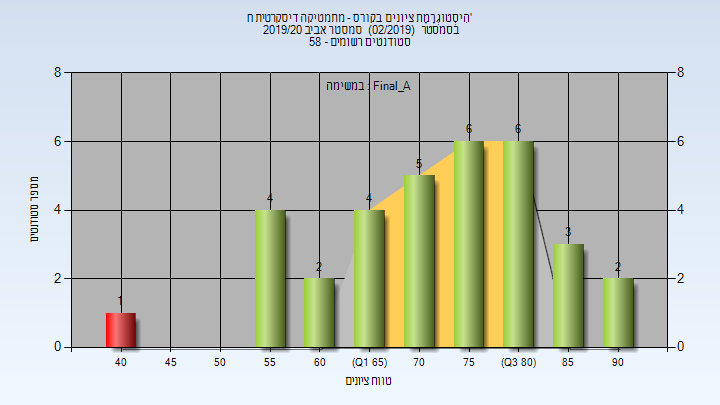 היסטוגרמת ציונים בקורס - מתמטיקה דיסקרטית ח'
בסמסטר (02/2019) סמסטר אביב 2019/20
סטודנטים רשומים - 58
במשימה : Final_A
8 8
6 6
4 4
2 2
0 0
מספר סטודנטים
1 4 2 4 5 6 6 3 2
40 45 50 55 60 (Q1 65) 70 75 (Q3 80) 85 90
טווח ציונים